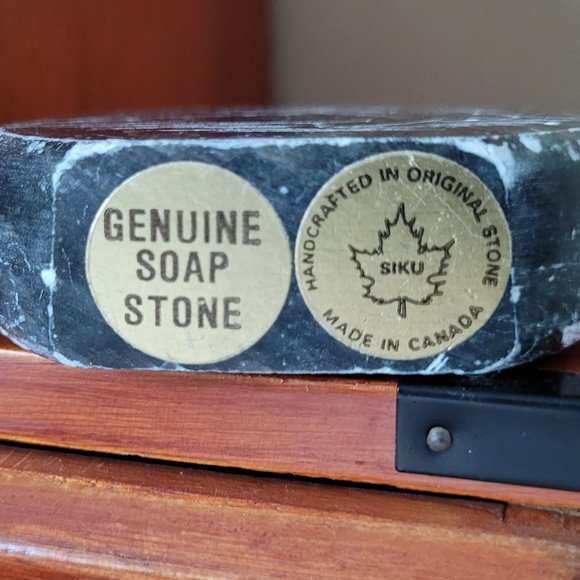 GENUINE
SOAP
STONE
HANDCRAFTED IN ORIGINAL STONE
SIKU
MADE IN CANADA